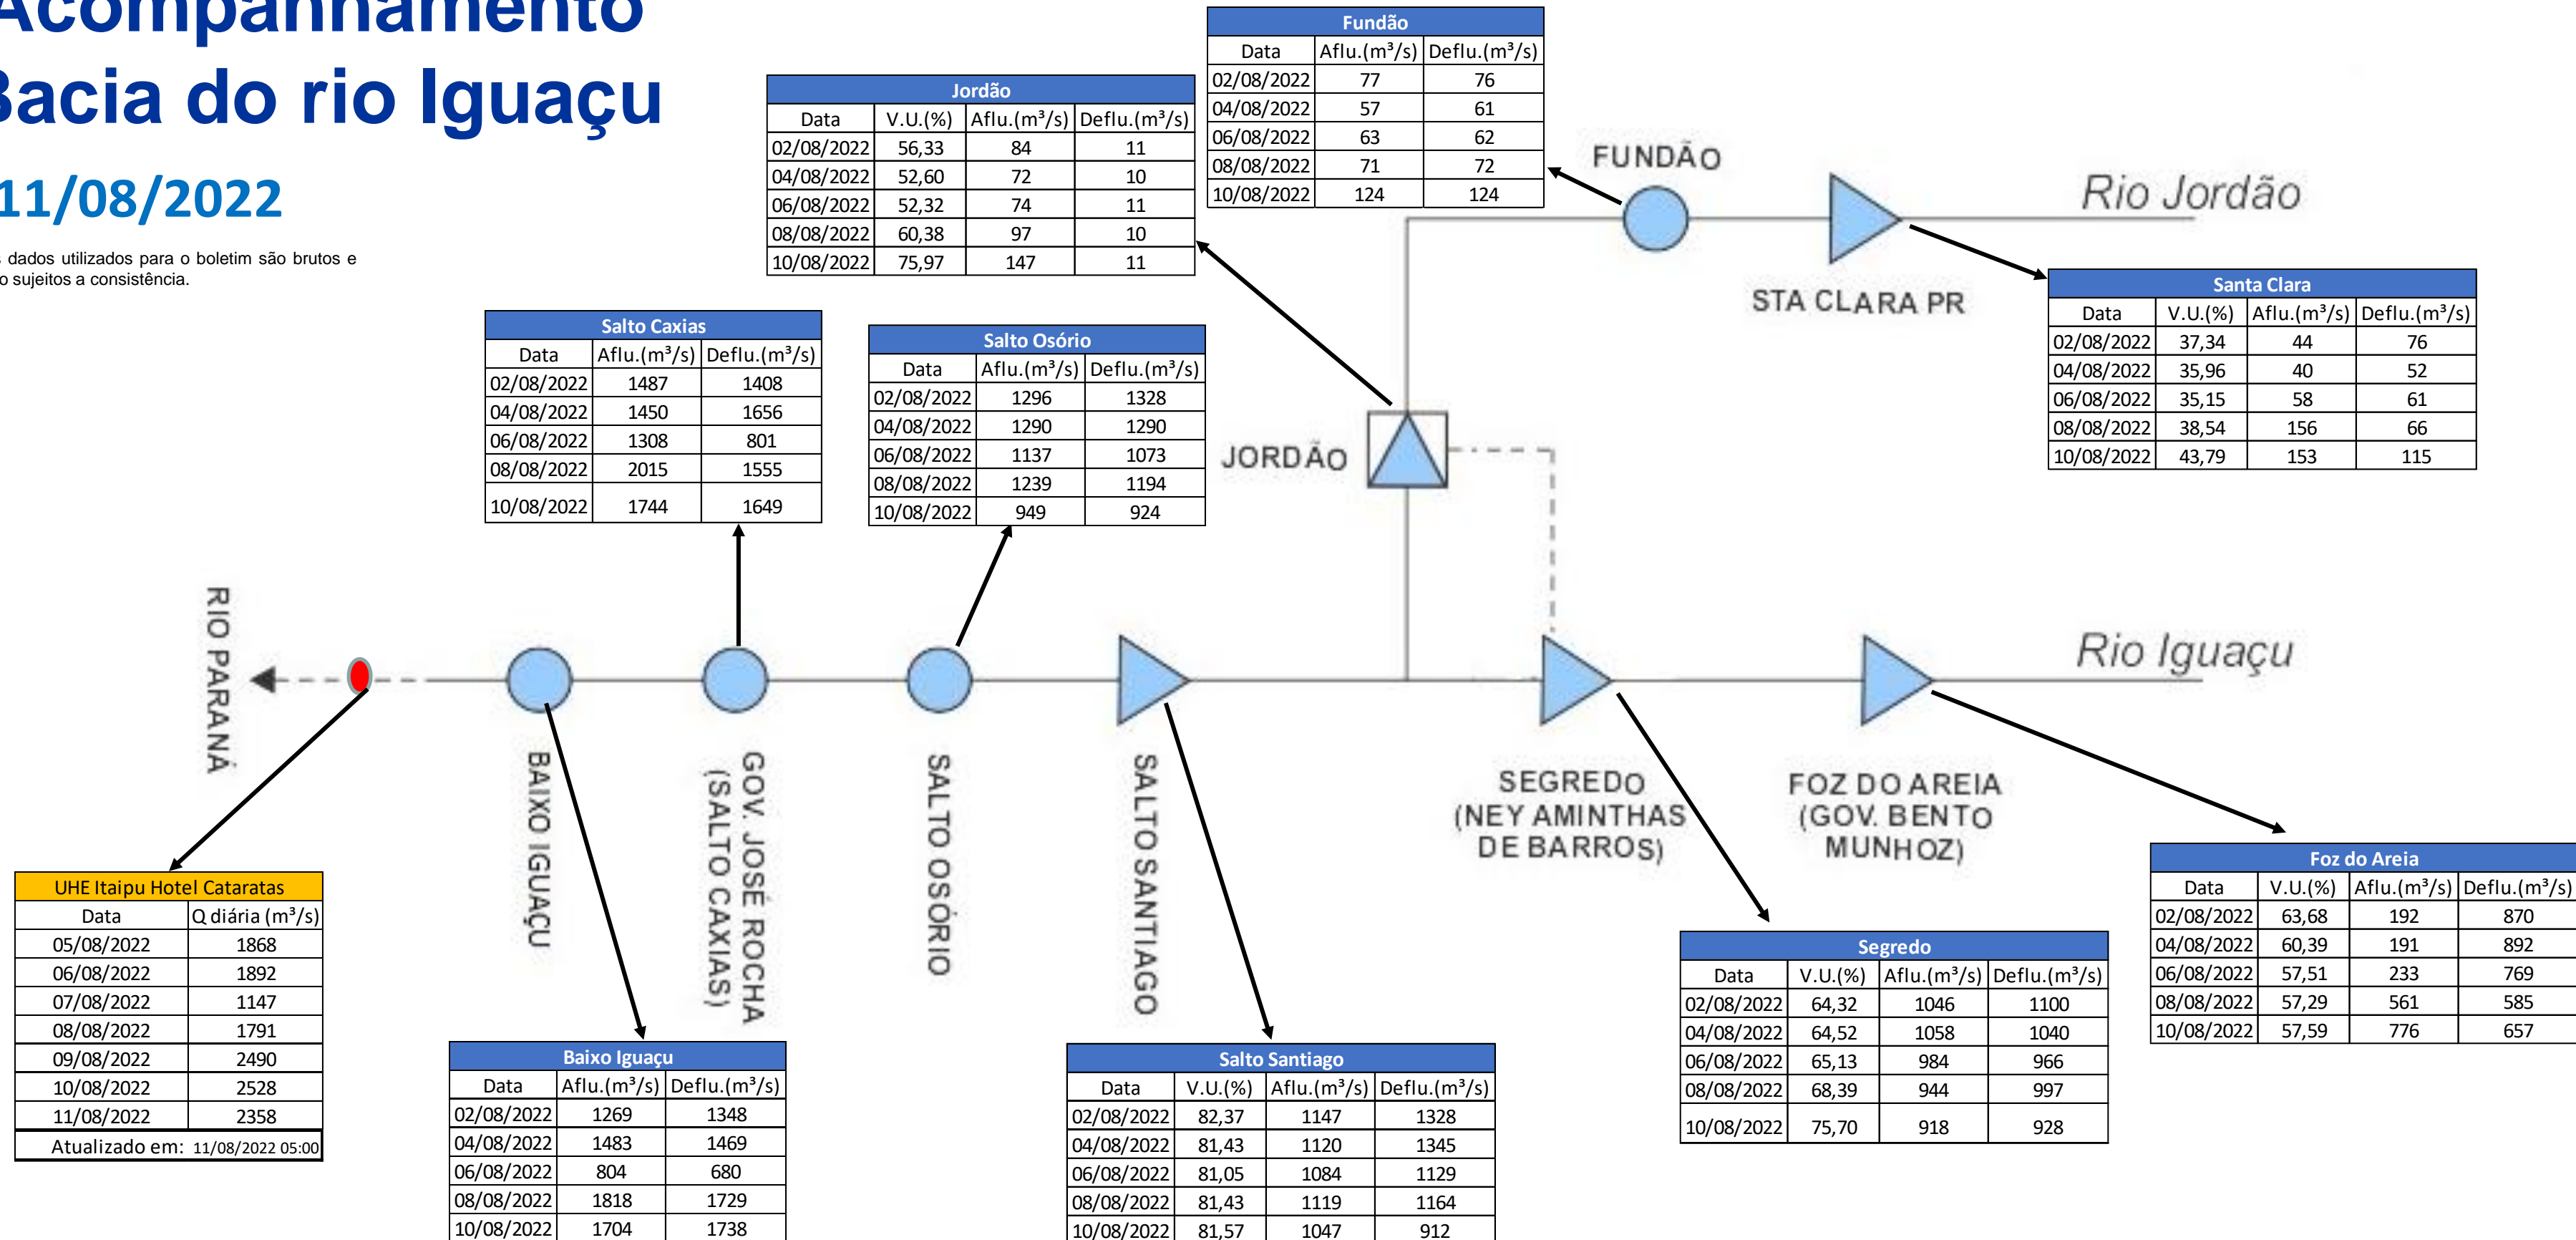 Acompanhamento
Bacia do rio Iguaçu
11/08/2022
dados utilizados para o boletim são brutos e
sujeitos a consistência.
Fundão
Data Aflu.(m³/s) Deflu.(m³/s)
02/08/2022 77 76
04/08/2022 57 61
06/08/2022 63 62
08/08/2022 71 72
10/08/2022 124 124
Jordão
Data V.U.(%) Aflu.(m³/s) Deflu.(m³/s)
02/08/2022 56,33 84 11
04/08/2022 52,60 72 10
06/08/2022 52,32 74 11
08/08/2022 60,38 97 10
10/08/2022 75,97 147 11
FUNDÃO
Rio Jordão
STA CLARA PR
Santa Clara
Data V.U.(%) Aflu.(m³/s) Deflu.(m³/s)
02/08/2022 37,34 44 76
04/08/2022 35,96 40 52
06/08/2022 35,15 58 61
08/08/2022 38,54 156 66
10/08/2022 43,79 153 115
Salto Caxias
Data Aflu.(m³/s) Deflu.(m³/s)
02/08/2022 1487 1408
04/08/2022 1450 1656
06/08/2022 1308 801
08/08/2022 2015 1555
10/08/2022 1744 1649
Salto Osório
Data Aflu.(m³/s) Deflu.(m³/s)
02/08/2022 1296 1328
04/08/2022 1290 1290
06/08/2022 1137 1073
08/08/2022 1239 1194
10/08/2022 949 924
JORDÃO
RIO PARANÁ
Rio Iguaçu
BAIXO IGUAÇU
GOV. JOSÉ ROCHA
(SALTO CAXIAS)
SALTO OSÓRIO
SALTO SANTIAGO
SEGREDO
(NEY AMINTHAS
DE BARROS)
FOZ DO AREIA
(GOV. BENTO
MUNHOZ)
UHE Itaipu Hotel Cataratas
Data Q diária (m³/s)
05/08/2022 1868
06/08/2022 1892
07/08/2022 1147
08/08/2022 1791
09/08/2022 2490
10/08/2022 2528
11/08/2022 2358
Atualizado em: 11/08/2022 05:00
Baixo Iguaçu
Data Aflu.(m³/s) Deflu.(m³/s)
02/08/2022 1269 1348
04/08/2022 1483 1469
06/08/2022 804 680
08/08/2022 1818 1729
10/08/2022 1704 1738
Salto Santiago
Data V.U.(%) Aflu.(m³/s) Deflu.(m³/s)
02/08/2022 82,37 1147 1328
04/08/2022 81,43 1120 1345
06/08/2022 81,05 1084 1129
08/08/2022 81,43 1119 1164
10/08/2022 81,57 1047 912
Segredo
Data V.U.(%) Aflu.(m³/s) Deflu.(m³/s)
02/08/2022 64,32 1046 1100
04/08/2022 64,52 1058 1040
06/08/2022 65,13 984 966
08/08/2022 68,39 944 997
10/08/2022 75,70 918 928
Foz do Areia
Data V.U.(%) Aflu.(m³/s) Deflu.(m³/s)
02/08/2022 63,68 192 870
04/08/2022 60,39 191 892
06/08/2022 57,51 233 769
08/08/2022 57,29 561 585
10/08/2022 57,59 776 657